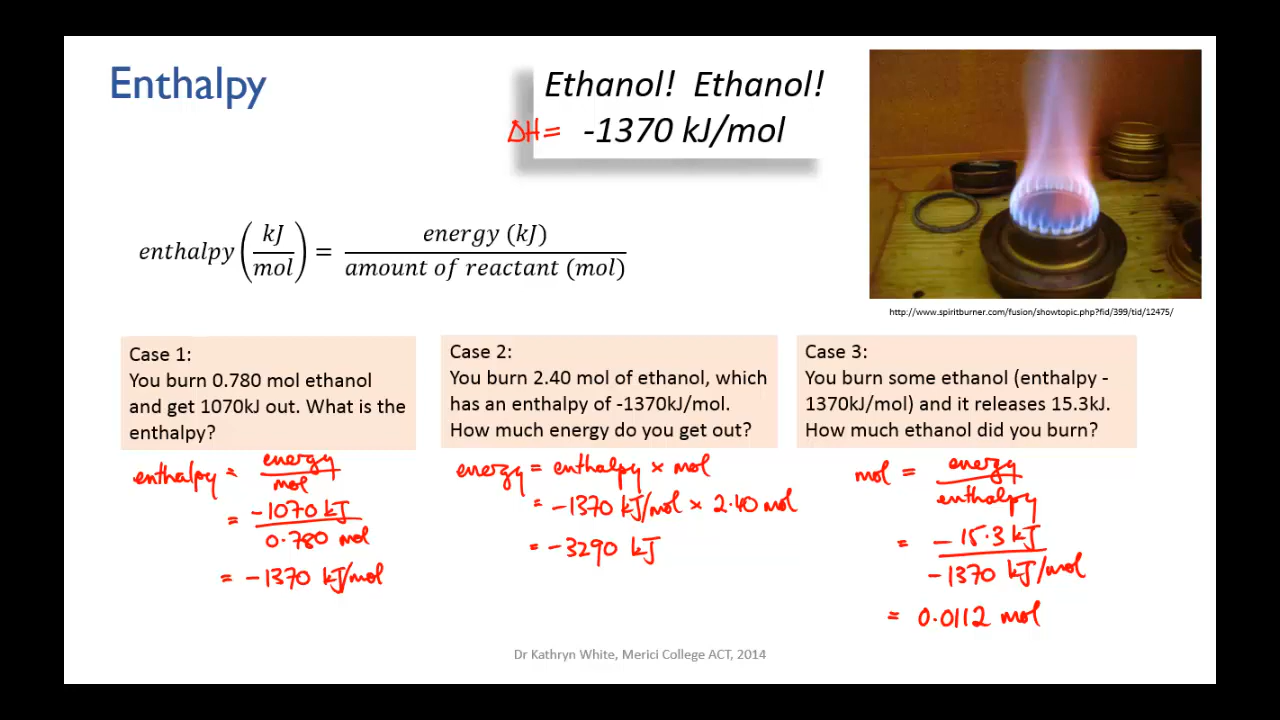 Enthalpy
Ethanol! Ethanol!
ΔH = -1370 kJ/mol
enthalpy (kJ/mol) = energy (kJ) / amount of reactant (mol)
http://www.spiritburner.com/fusion/showtopic.php?fid/399/tid/12475/
Case 1:
You burn 0.780 mol ethanol
and get 1070kJ out. What is the
enthalpy?
enthalpy = energy / mol
= -1070 kJ / 0.780 mol
= -1370 kJ/mol
Case 2:
You burn 2.40 mol of ethanol, which
has an enthalpy of -1370kJ/mol.
How much energy do you get out?
energy = enthalpy × mol
= -1370 kJ/mol × 2.40 mol
= -3290 kJ
Case 3:
You burn some ethanol (enthalpy -
1370kJ/mol) and it releases 15.3kJ.
How much ethanol did you burn?
mol = energy / enthalpy
= -15.3 kJ / -1370 kJ/mol
= 0.0112 mol
Dr Kathryn White, Merici College ACT, 2014